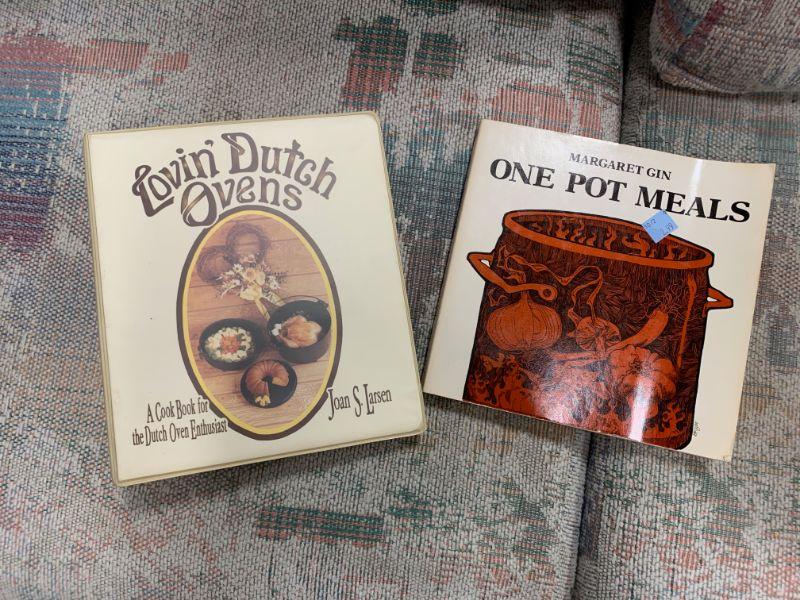 Lovin' Dutch
Ovens
A Cook Book for
the Dutch Oven Enthusiast
Joan S. Larsen
MARGARET GIN
ONE POT MEALS